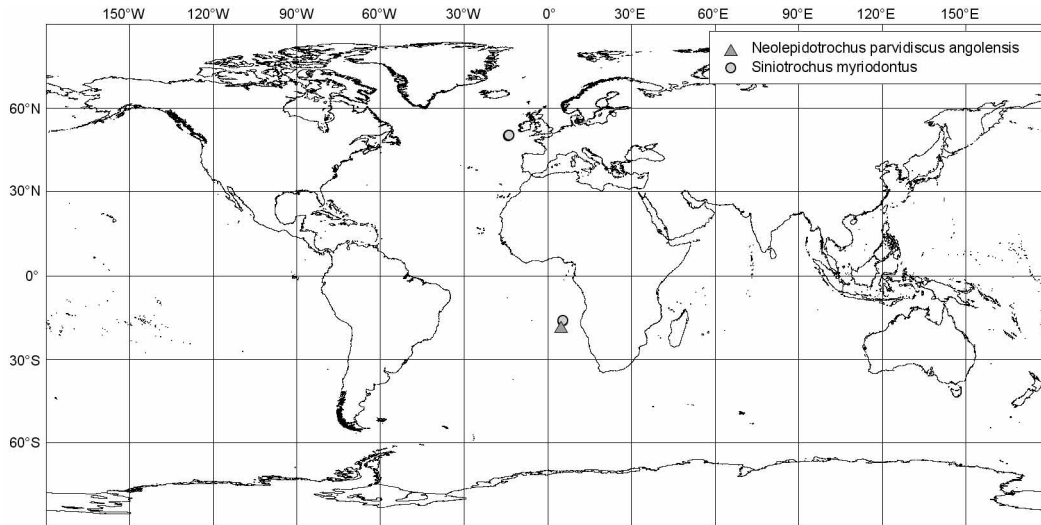 150°W 120°W 90°W 60°W 30°W 0° 30°E 60°E 90°E 120°E 150°E
Neolepidotrochus parvidiscus angolensis
Siniotrochus myriodontus
60°N
30°N
0°
30°S
60°S